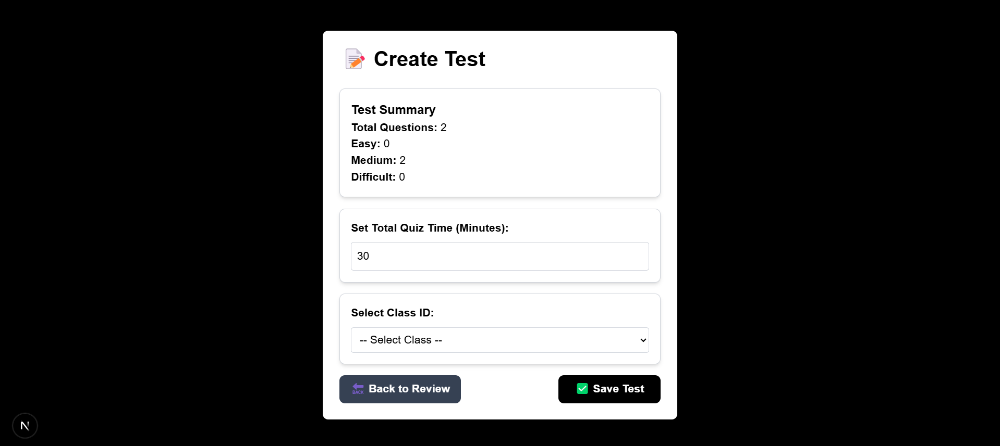 Create Test
Test Summary
Total Questions: 2
Easy: 0
Medium: 2
Difficult: 0
Set Total Quiz Time (Minutes):
30
Select Class ID:
-- Select Class --
BACK Back to Review
Save Test
N